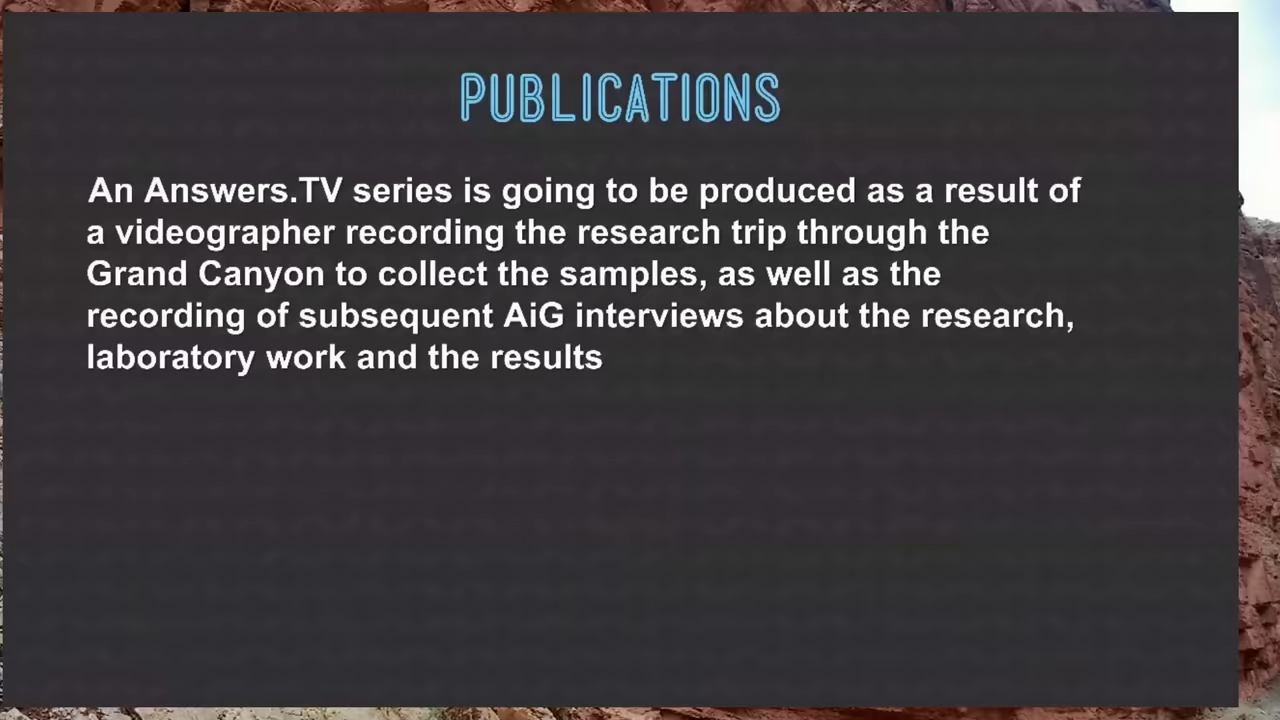 PUBLICATIONS
An Answers.TV series is going to be produced as a result of
a videographer recording the research trip through the
Grand Canyon to collect the samples, as well as the
recording of subsequent AiG interviews about the research,
laboratory work and the results